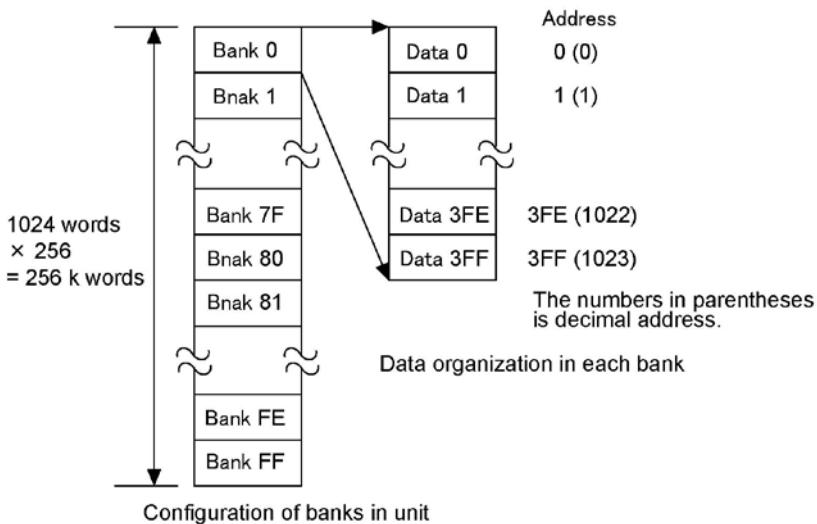 Address
Bank 0
Data 0
0 (0)
Bnak 1
Data 1
1 (1)
Bank 7F
Data 3FE
3FE (1022)
1024 words
× 256
= 256 k words
Bnak 80
Data 3FF
3FF (1023)
Bnak 81
The numbers in parentheses
is decimal address.
Data organization in each bank
Bank FE
Bank FF
Configuration of banks in unit